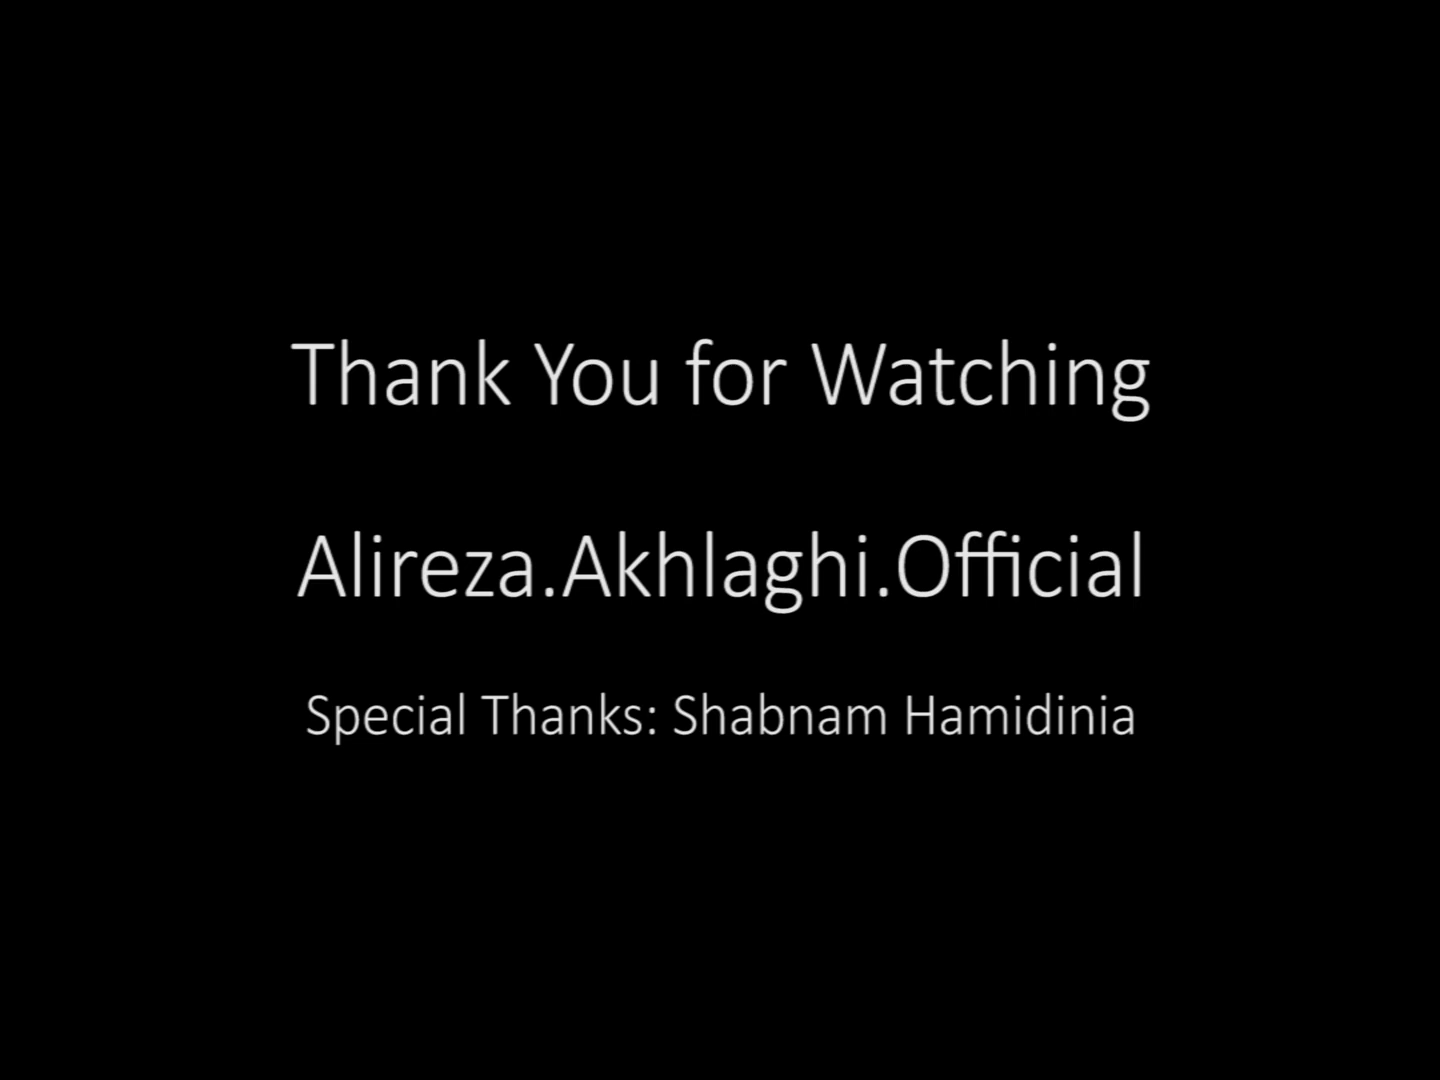 Thank You for Watching
Alireza.Akhlaghi.Official
Special Thanks: Shabnam Hamidinia